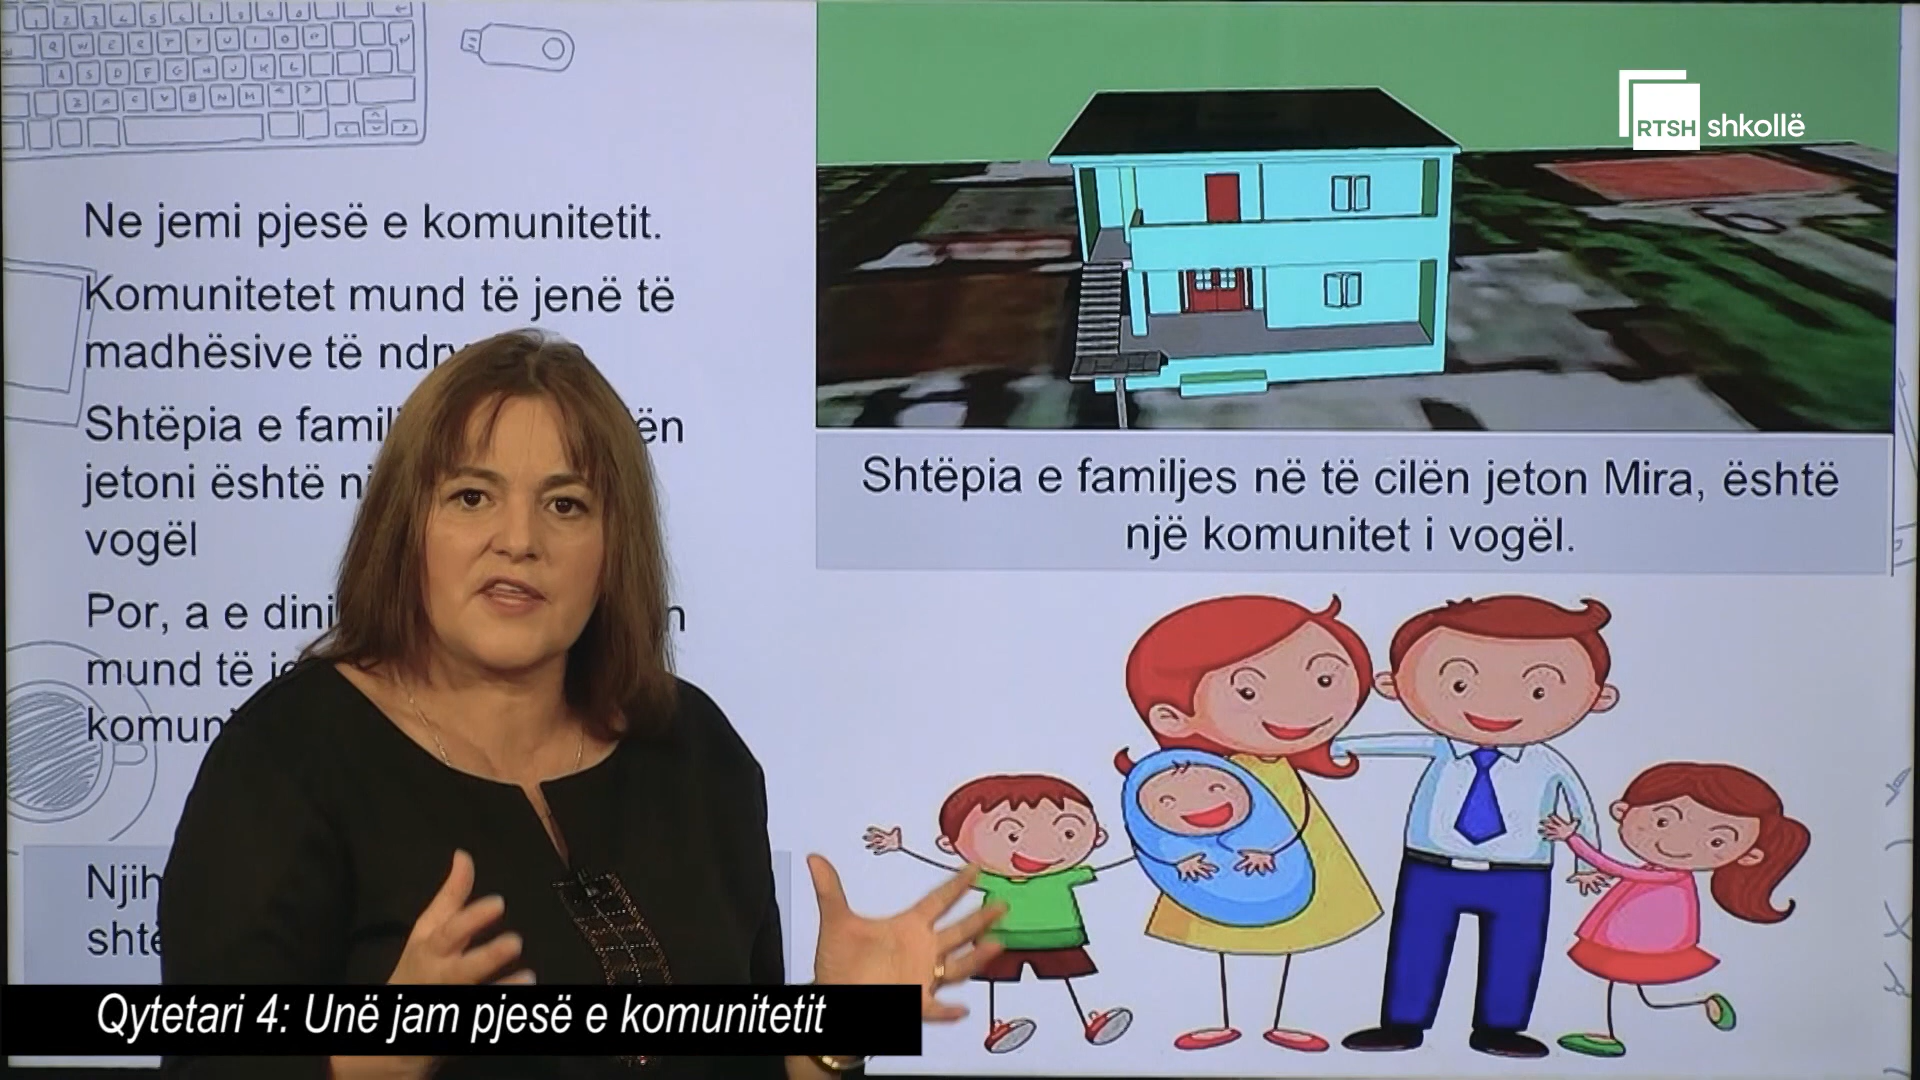 RTSH shkollë
Ne jemi pjesë e komunitetit.
Komunitetet mund të jenë të
madhësive të
Shtëpia e
jetoni është
vogël
Por, a e dini
mund të
Shtëpia e familjes në të cilën jeton Mira, është
një komunitet i vogël.
Qytetari 4: Unë jam pjesë e komunitetit